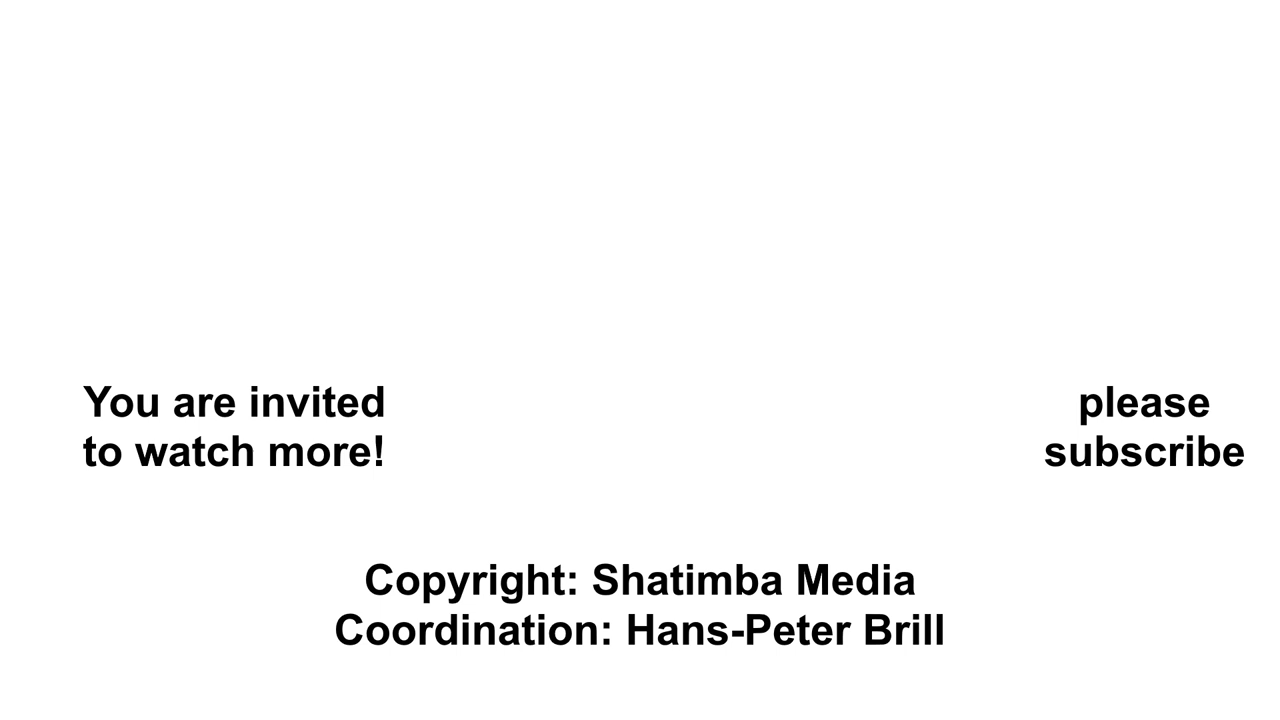 You are invited
to watch more!
please
subscribe
Copyright: Shatimba Media
Coordination: Hans-Peter Brill